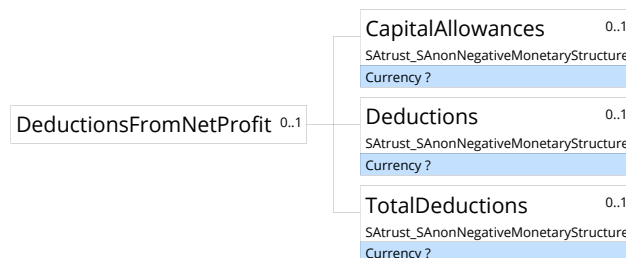 CapitalAllowances 0..1
SAtrust_SAnonNegativeMonetaryStructure
Currency ?
DeductionsFromNetProfit 0..1
Deductions 0..1
SAtrust_SAnonNegativeMonetaryStructure
Currency ?
TotalDeductions 0..1
SAtrust_SAnonNegativeMonetaryStructure
Currency ?